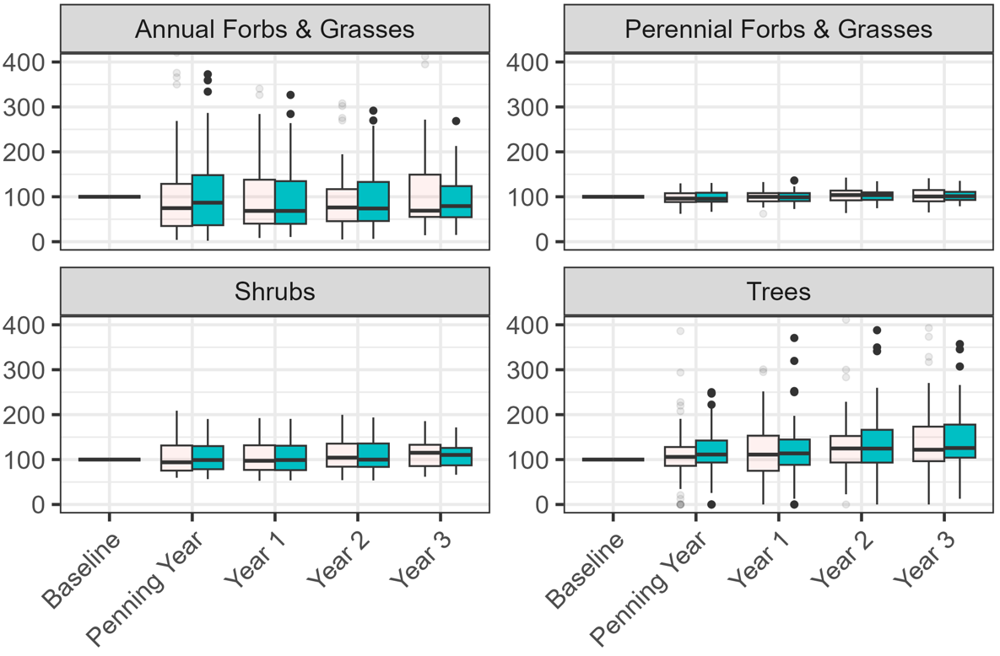 Annual Forbs & Grasses
Perennial Forbs & Grasses
400
300
200
100
0
400
300
200
100
0
Shrubs
Trees
400
300
200
100
0
400
300
200
100
0
Baseline
Penning Year
Year 1
Year 2
Year 3
Baseline
Penning Year
Year 1
Year 2
Year 3